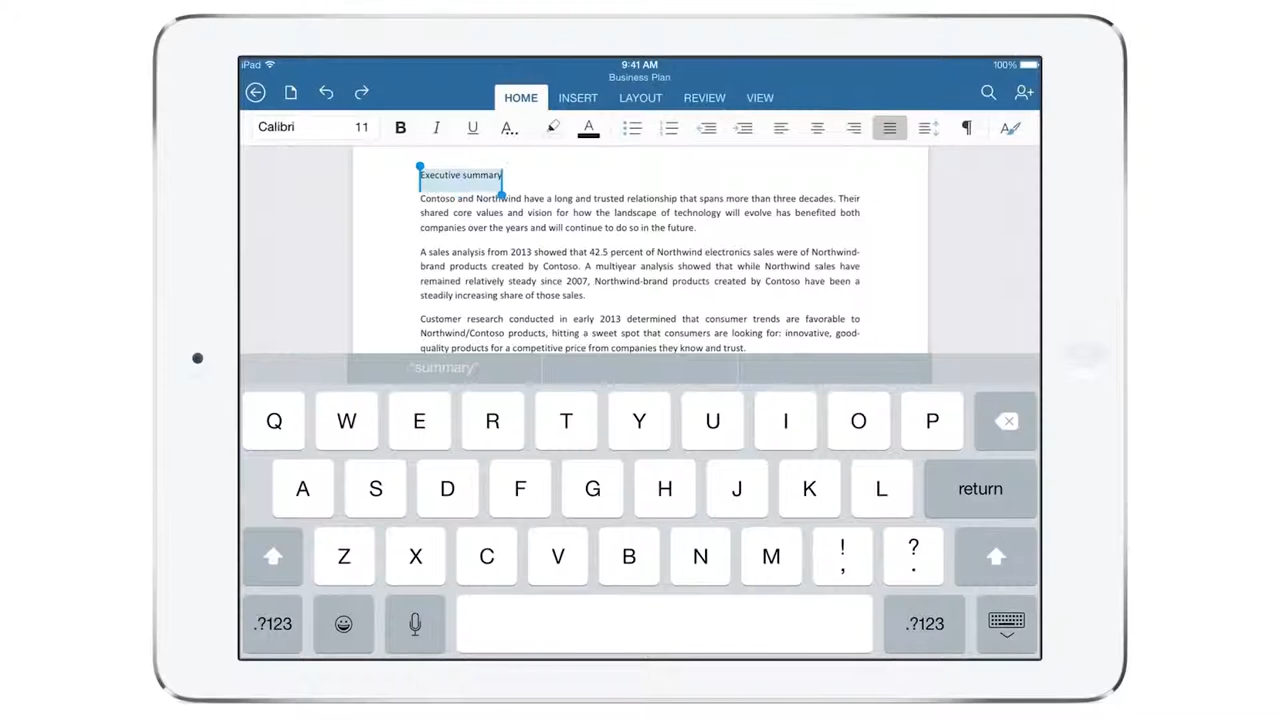 iPad 9:41 AM 100%
Business Plan
HOME INSERT LAYOUT REVIEW VIEW
Calibri 11 B I U A.. A ¶ A
Executive summary
Contoso and Northwind have a long and trusted relationship that spans more than three decades. Their
shared core values and vision for how the landscape of technology will evolve has benefited both
companies over the years and will continue to do so in the future.
A sales analysis from 2013 showed that 42.5 percent of Northwind electronics sales were of Northwind-
brand products created by Contoso. A multiyear analysis showed that while Northwind sales have
remained relatively steady since 2007, Northwind-brand products created by Contoso have been a
steadily increasing share of those sales.
Customer research conducted in early 2013 determined that consumer trends are favorable to
Northwind/Contoso products, hitting a sweet spot that consumers are looking for: innovative, good-
quality products for a competitive price from companies they know and trust.
"summary"
Q W E R T Y U I O P
A S D F G H J K L return
Z X C V B N M ! , ? .
.?123 .?123